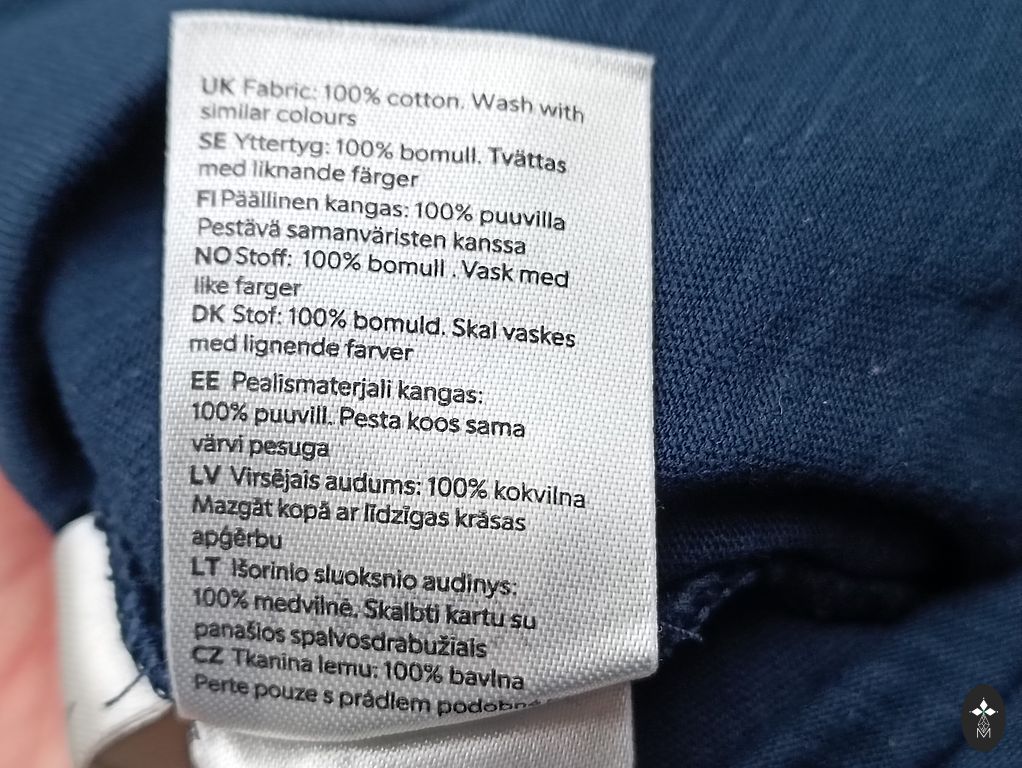 UK Fabric: 100% cotton. Wash with
similar colours
SE Yttertyg: 100% bomull. Tvättas
med liknande färger
FI Päällinen kangas: 100% puuvilla
Pestävä samanväristen kanssa
NO Stoff: 100% bomull . Vask med
like farger
DK Stof: 100% bomuld. Skal vaskes
med lignende farver
EE Pealismaterjali kangas:
100% puuvill. Pesta koos sama
värvi pesuga
LV Virsējais audums: 100% kokvilna
Mazgāt kopā ar līdzīgas krāsas
apģērbu
LT Išorinio sluoksnio audinys:
100% medvilnė. Skalbti kartu su
panašios spalvosdrabužiais
CZ Tkanina lemu: 100% bavlna
Perte pouze s prádlem
M